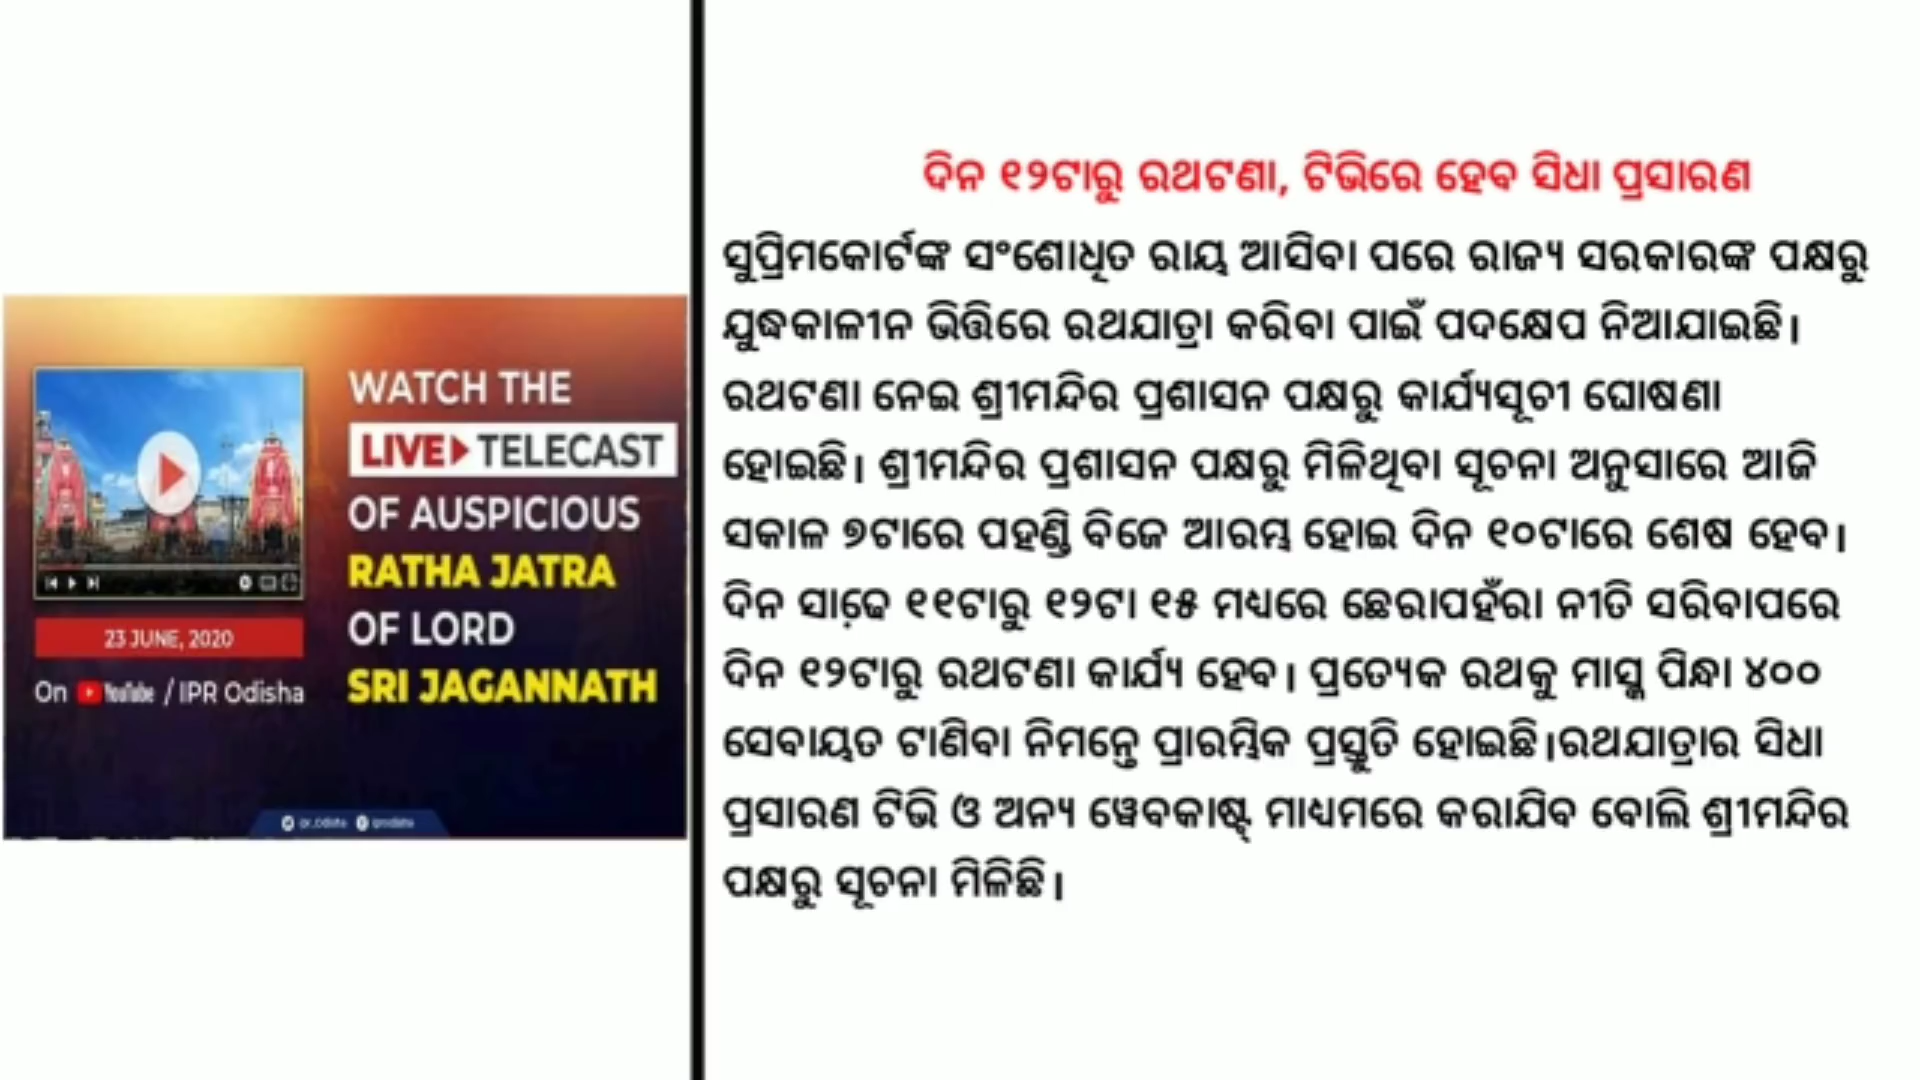 WATCH THE
LIVE TELECAST
OF AUSPICIOUS
RATHA JATRA
OF LORD
SRI JAGANNATH
23 JUNE, 2020
On YouTube / IPR Odisha
ଦିନ ୧୨ଟାରୁ ରଥଟଣା, ଟିଭିରେ ହେବ ସିଧା ପ୍ରସାରଣ
ସୁପ୍ରିମକୋର୍ଟଙ୍କ ସଂଶୋଧିତ ରାୟ ଆସିବା ପରେ ରାଜ୍ୟ ସରକାରଙ୍କ ପକ୍ଷରୁ
ଯୁଦ୍ଧକାଳୀନ ଭିତ୍ତିରେ ରଥଯାତ୍ରା କରିବା ପାଇଁ ପଦକ୍ଷେପ ନିଆଯାଇଛି।
ରଥଟଣା ନେଇ ଶ୍ରୀମନ୍ଦିର ପ୍ରଶାସନ ପକ୍ଷରୁ କାର୍ଯ୍ୟସୂଚୀ ଘୋଷଣା
ହୋଇଛି। ଶ୍ରୀମନ୍ଦିର ପ୍ରଶାସନ ପକ୍ଷରୁ ମିଳିଥିବା ସୂଚନା ଅନୁସାରେ ଆଜି
ସକାଳ ୭ଟାରେ ପହଣ୍ଡି ବିଜେ ଆରମ୍ଭ ହୋଇ ଦିନ ୧୦ଟାରେ ଶେଷ ହେବ।
ଦିନ ସାଢ଼େ ୧୧ଟାରୁ ୧୨ଟା ୧୫ ମଧ୍ୟରେ ଛେରାପହଁରା ନୀତି ସରିବାପରେ
ଦିନ ୧୨ଟାରୁ ରଥଟଣା କାର୍ଯ୍ୟ ହେବ। ପ୍ରତ୍ୟେକ ରଥକୁ ମାସ୍କ ପିନ୍ଧା ୪୦୦
ସେବାୟତ ଟାଣିବା ନିମନ୍ତେ ପ୍ରାରମ୍ଭିକ ପ୍ରସ୍ତୁତି ହୋଇଛି।ରଥଯାତ୍ରାର ସିଧା
ପ୍ରସାରଣ ଟିଭି ଓ ଅନ୍ୟ ୱେବକାଷ୍ଟ୍ ମାଧ୍ୟମରେ କରାଯିବ ବୋଲି ଶ୍ରୀମନ୍ଦିର
ପକ୍ଷରୁ ସୂଚନା ମିଳିଛି।